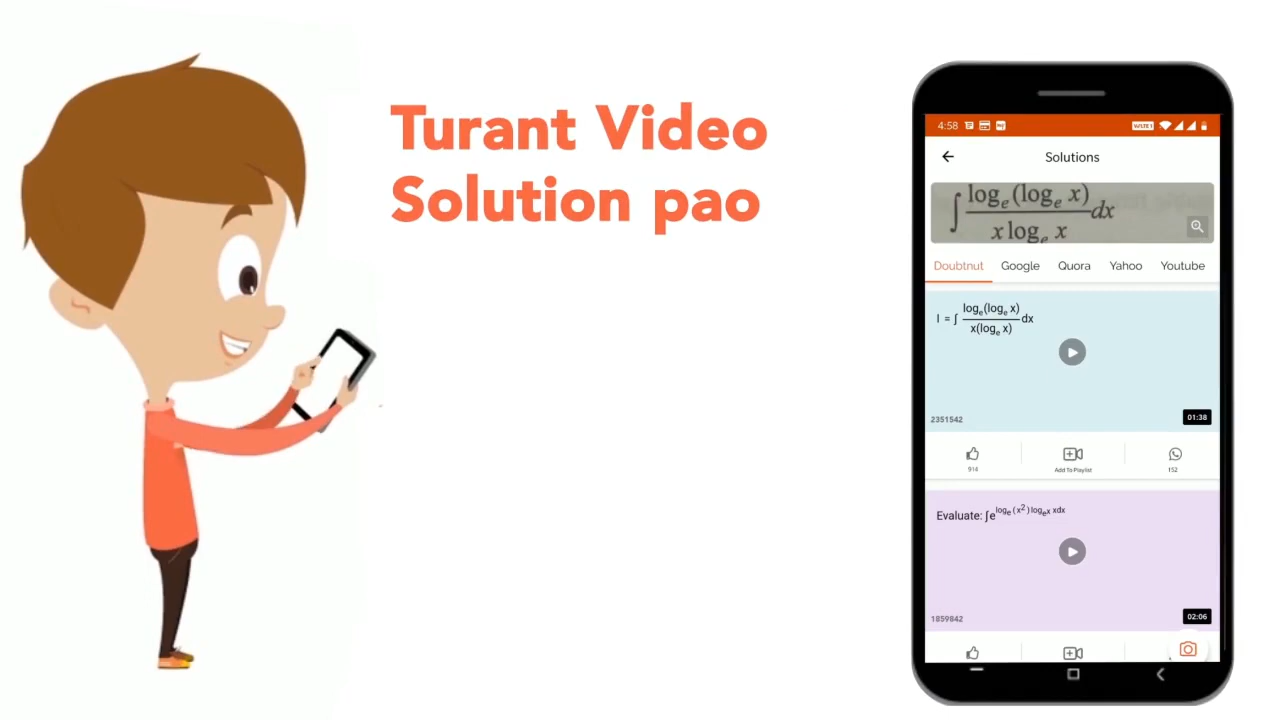 Turant Video
Solution pao
4:58
VoLTE1
Solutions
∫ logₑ(logₑ x) / x logₑ x dx
Doubtnut Google Quora Yahoo Youtube
I = ∫ logₑ(logₑ x) / x(logₑ x) dx
2351542 01:38
914 Add To Playlist 152
Evaluate: ∫e^logₑ(x²)logₑx xdx
1859842 02:06